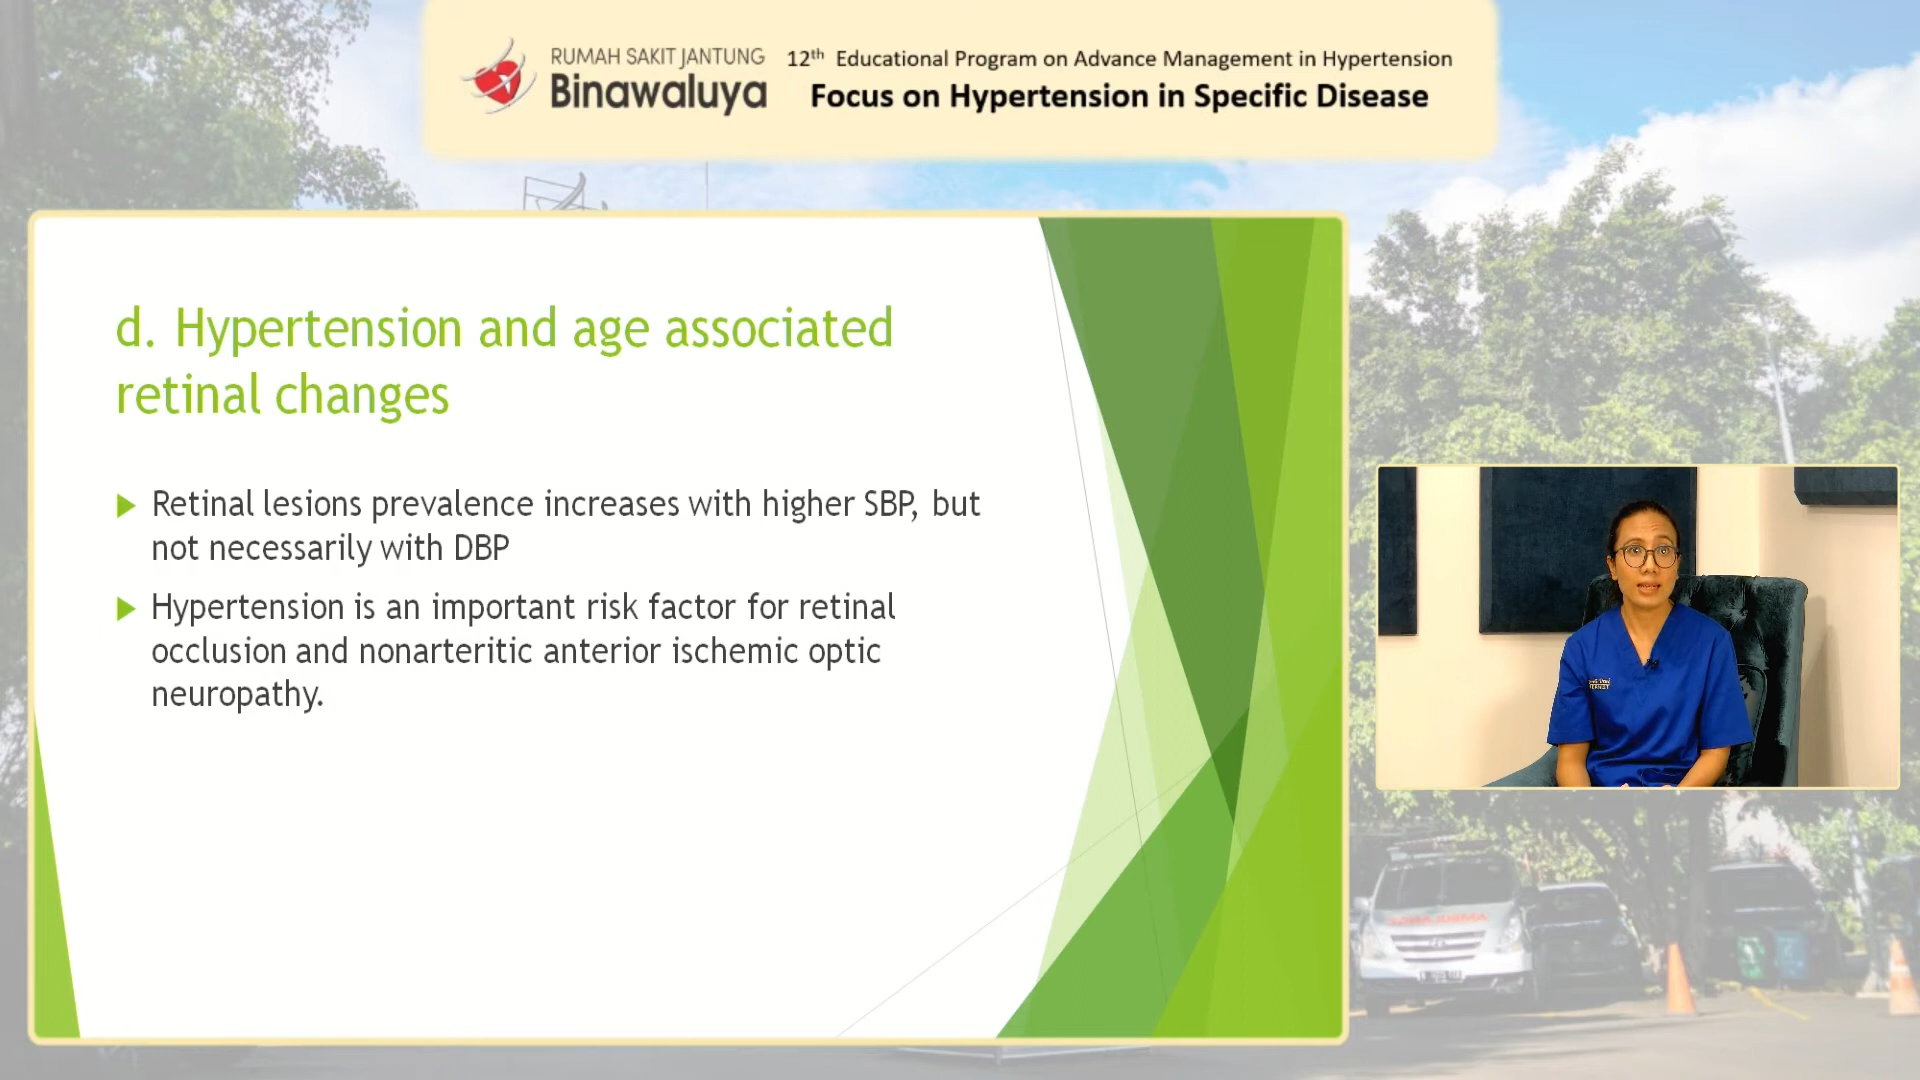 RUMAH SAKIT JANTUNG
Binawaluya
12th Educational Program on Advance Management in Hypertension
Focus on Hypertension in Specific Disease
d. Hypertension and age associated
retinal changes
Retinal lesions prevalence increases with higher SBP, but
not necessarily with DBP
Hypertension is an important risk factor for retinal
occlusion and nonarteritic anterior ischemic optic
neuropathy.